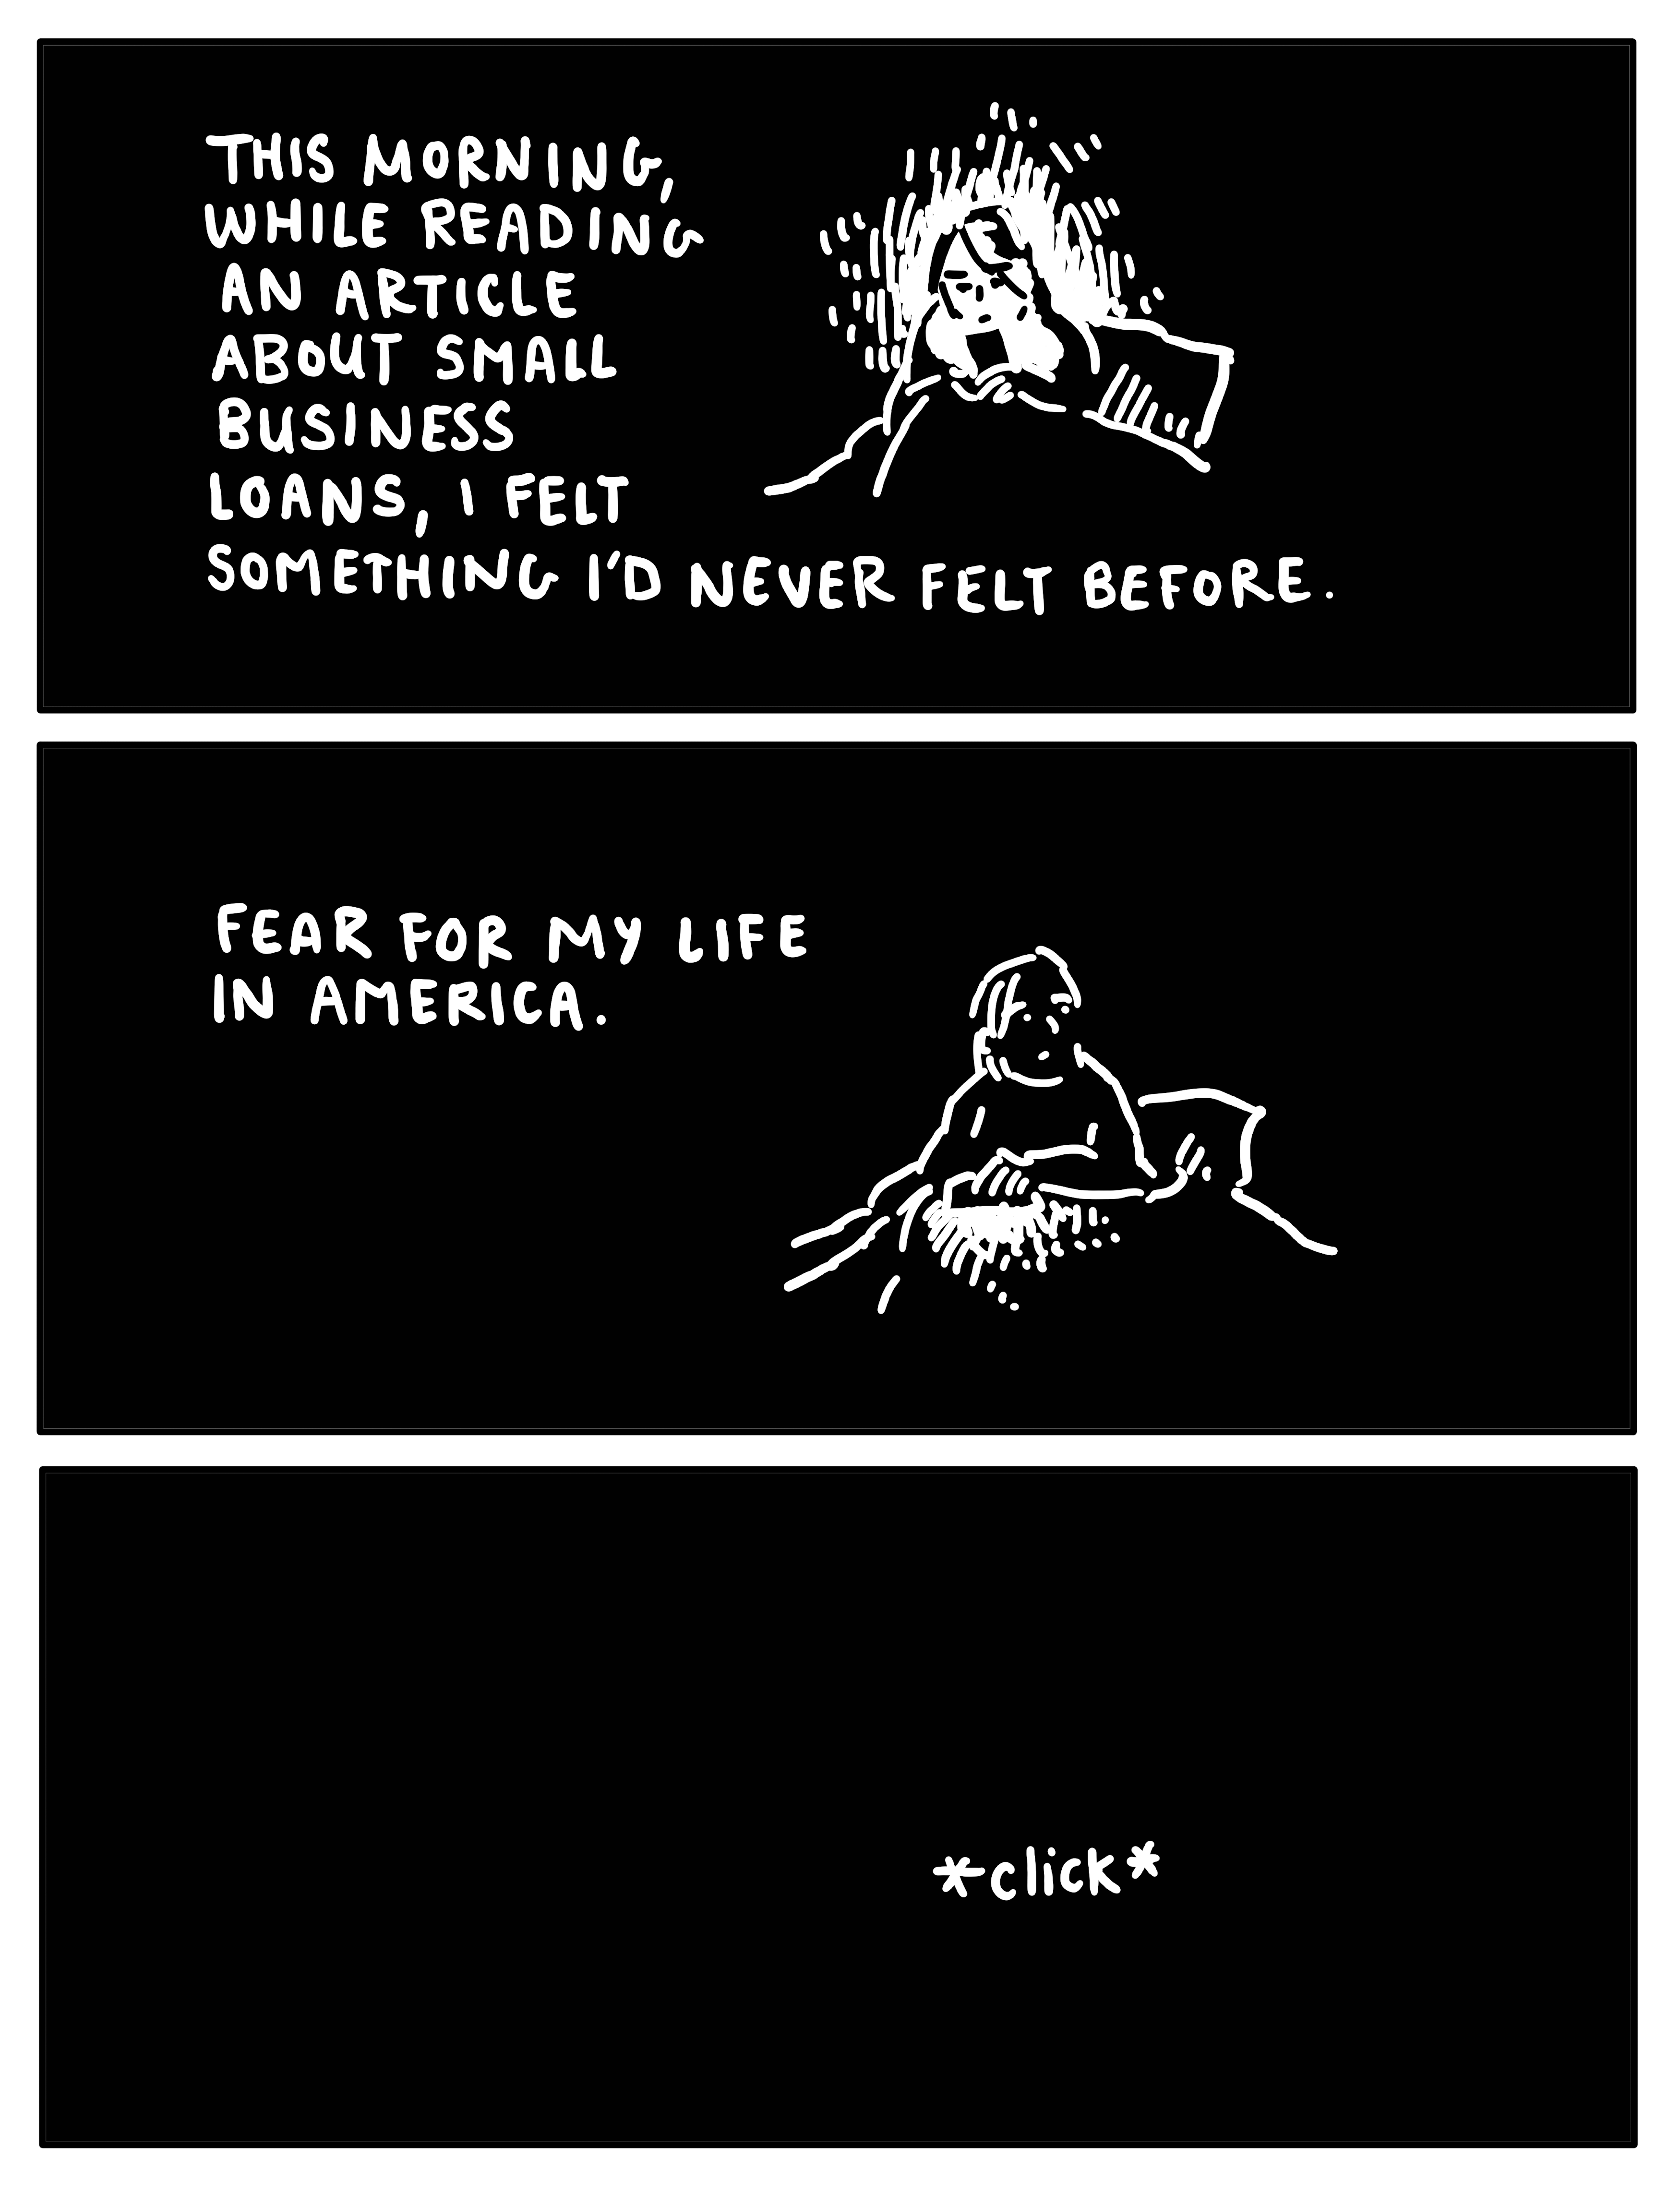 THIS MORNING,
WHILE READING
AN ARTICLE
ABOUT SMALL
BUSINESS
LOANS, I FELT
SOMETHING I'D NEVER FELT BEFORE.
FEAR FOR MY LIFE
IN AMERICA.
*click*